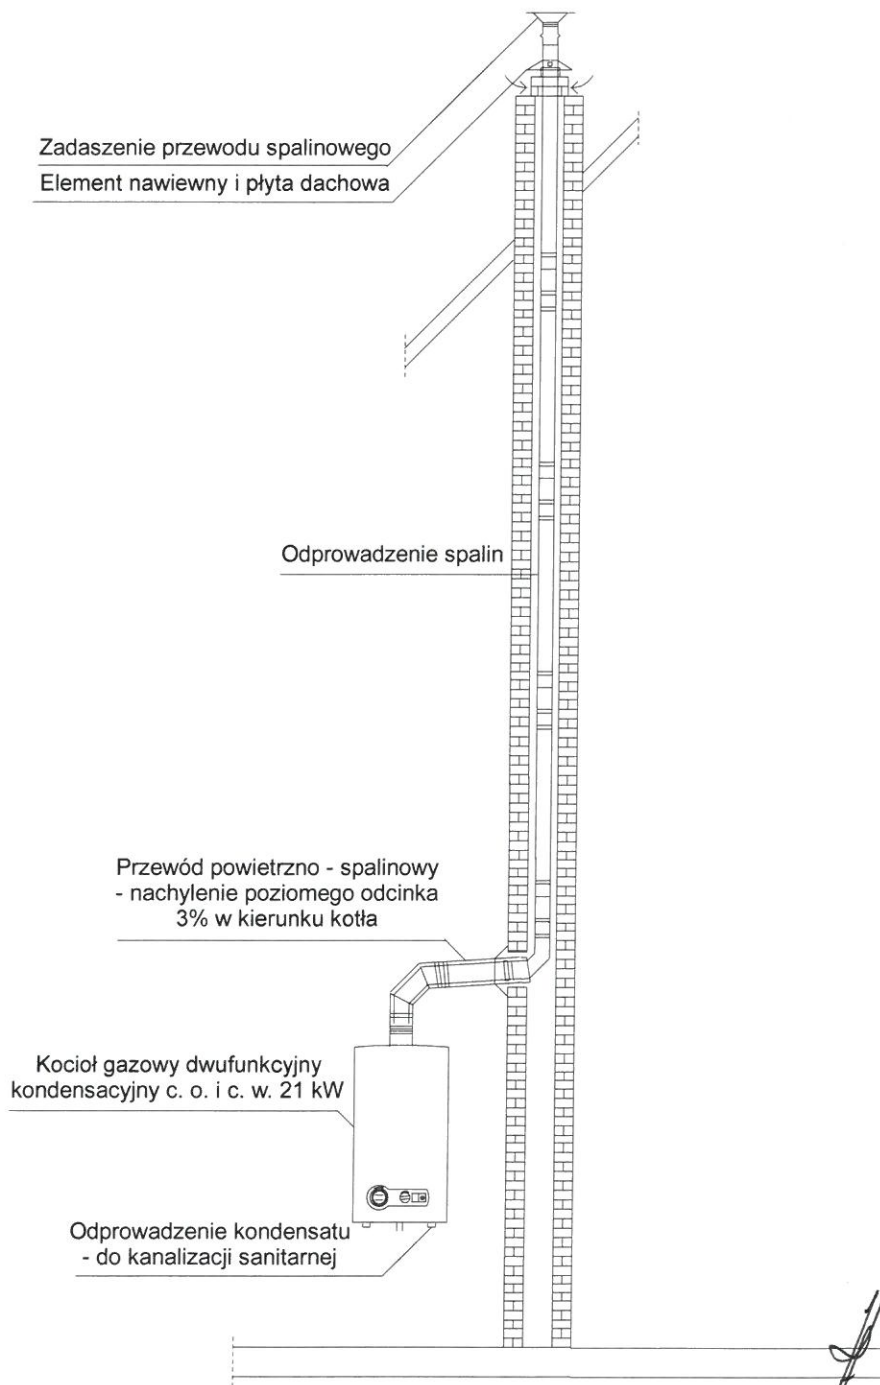 Zadaszenie przewodu spalinowego
Element nawiewny i płyta dachowa
Odprowadzenie spalin
Przewód powietrzno - spalinowy
- nachylenie poziomego odcinka
3% w kierunku kotła
Kocioł gazowy dwufunkcyjny
kondensacyjny c. o. i c. w. 21 kW
Odprowadzenie kondensatu
- do kanalizacji sanitarnej